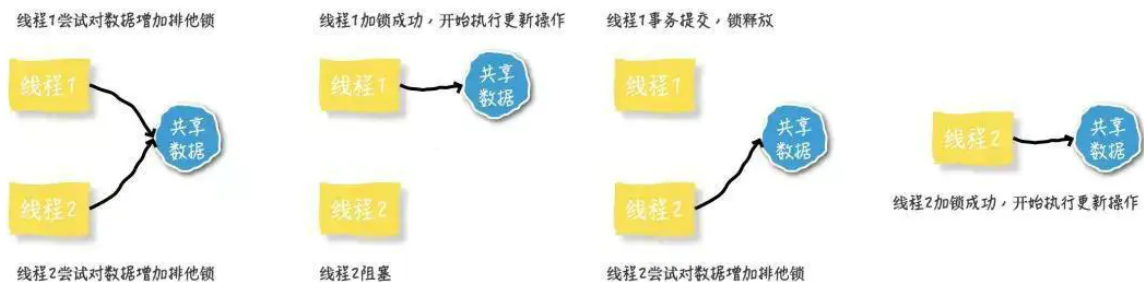 线程1尝试对数据增加排他锁
线程1
共享
数据
线程2
线程2尝试对数据增加排他锁
线程1加锁成功，开始执行更新操作
线程1
共享
数据
线程2
线程2阻塞
线程1事务提交，锁释放
线程1
共享
数据
线程2
线程2尝试对数据增加排他锁
线程2
共享
数据
线程2加锁成功，开始执行更新操作